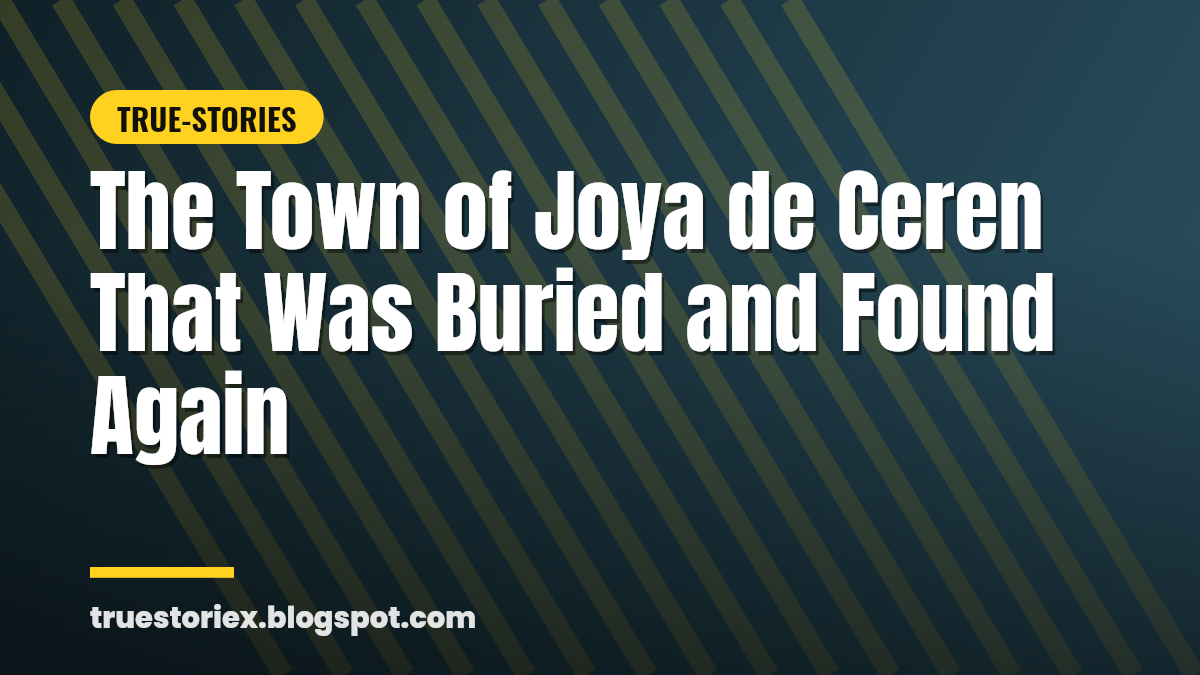 TRUE-STORIES
The Town of Joya de Ceren
That Was Buried and Found
Again
truestoriex.blogspot.com